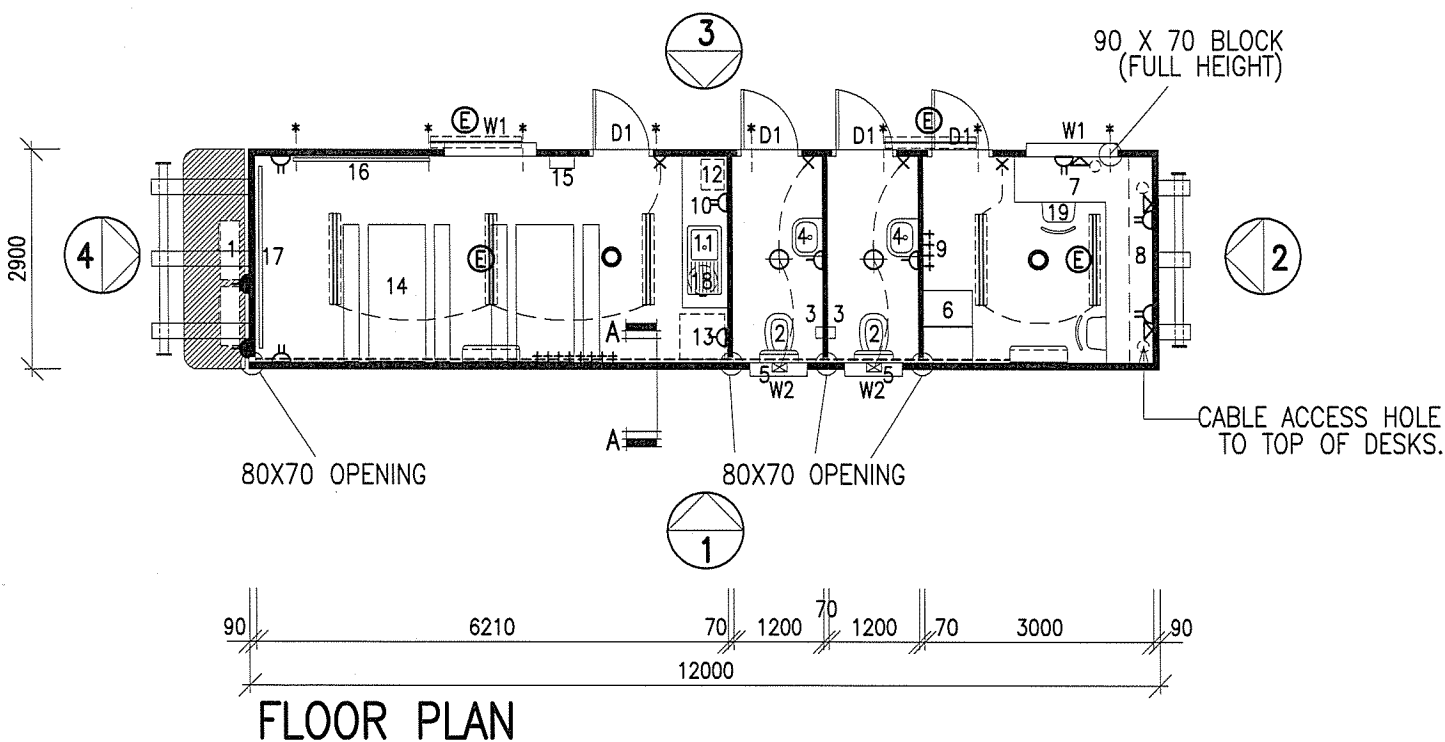 3
90 X 70 BLOCK
(FULL HEIGHT)
* * E W1 * D1 * * D1 D1 * E D1 * W1 *
16
15
12
10
7
19
4
2900
1
17
14
E
11
18
13
4
4
9
E
8
2
3 3
6
2
2
A
5
W2
5
W2
A
CABLE ACCESS HOLE
TO TOP OF DESKS.
80X70 OPENING
80X70 OPENING
1
90
6210
70
1200
70
1200
70
3000
90
12000
FLOOR PLAN